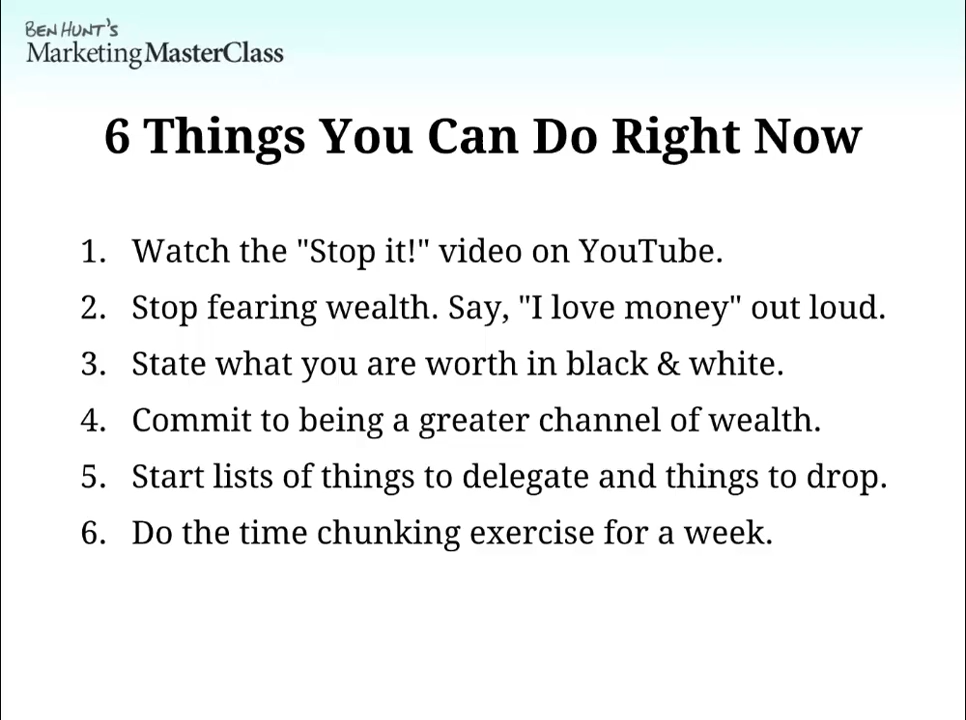 BEN HUNT'S
Marketing MasterClass
6 Things You Can Do Right Now
1. Watch the "Stop it!" video on YouTube.
2. Stop fearing wealth. Say, "I love money" out loud.
3. State what you are worth in black & white.
4. Commit to being a greater channel of wealth.
5. Start lists of things to delegate and things to drop.
6. Do the time chunking exercise for a week.